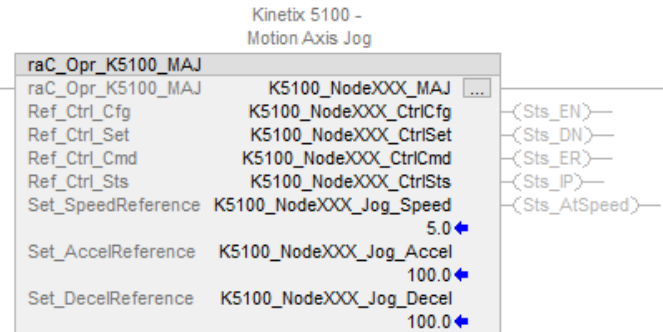 Kinetix 5100 -
Motion Axis Jog
raC_Opr_K5100_MAJ
raC_Opr_K5100_MAJ K5100_NodeXXX_MAJ ...
Ref_Ctrl_Cfg K5100_NodeXXX_CtrlCfg (Sts_EN)
Ref_Ctrl_Set K5100_NodeXXX_CtrlSet (Sts_DN)
Ref_Ctrl_Cmd K5100_NodeXXX_CtrlCmd (Sts_ER)
Ref_Ctrl_Sts K5100_NodeXXX_CtrlSts (Sts_IP)
Set_SpeedReference K5100_NodeXXX_Jog_Speed (Sts_AtSpeed)
5.0
Set_AccelReference K5100_NodeXXX_Jog_Accel
100.0
Set_DecelReference K5100_NodeXXX_Jog_Decel
100.0